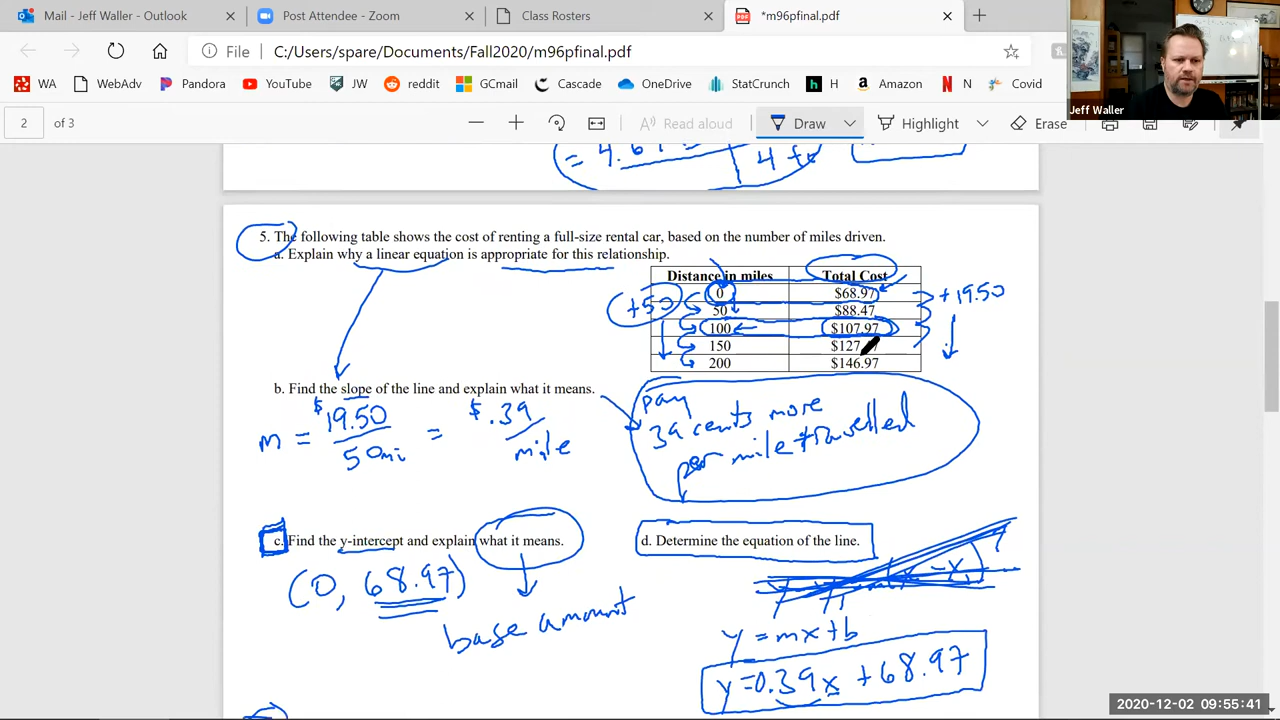 Mail - Jeff Waller - Outlook
Post Attendee - Zoom
Class Rosters
*m96pfinal.pdf
File
C:/Users/spare/Documents/Fall2020/m96pfinal.pdf
WA
WebAdv
Pandora
YouTube
JW
reddit
GCmail
Cascade
OneDrive
StatCrunch
H
Amazon
N
Covid
Jeff Waller
2
of 3
Read aloud
Draw
Highlight
Erase
4 ft
5. The following table shows the cost of renting a full-size rental car, based on the number of miles driven.
a. Explain why a linear equation is appropriate for this relationship.
Distance in miles Total Cost
0 $68.97
50 $88.47
100 $107.97
150 $127.
200 $146.97
+50
+19.50
b. Find the slope of the line and explain what it means.
m = $19.50 / 50mi = $.39 / mile
pay
39 cents more
per mile travelled
c. Find the y-intercept and explain what it means.
(0, 68.97)
base amount
d. Determine the equation of the line.
y = mx + b
y = 0.39x + 68.97
2020-12-02 09:55:41